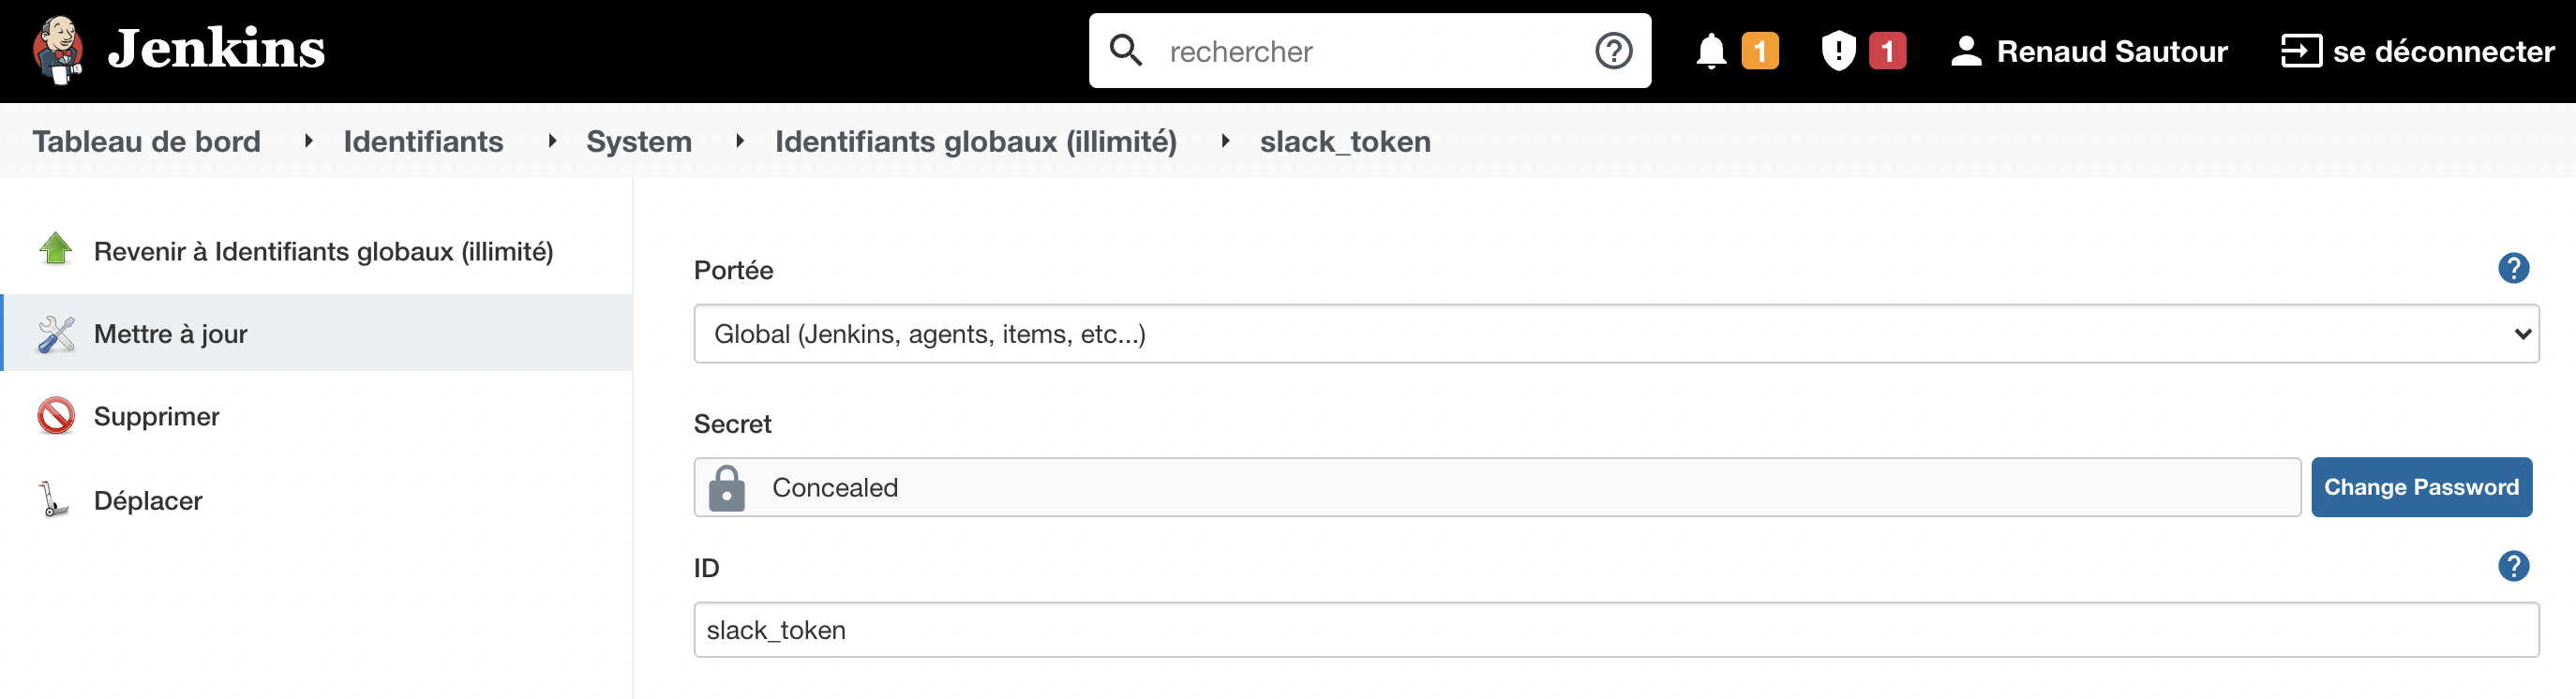 Jenkins
rechercher
1
1
Renaud Sautour
se déconnecter
Tableau de bord
Identifiants
System
Identifiants globaux (illimité)
slack_token
Revenir à Identifiants globaux (illimité)
Mettre à jour
Supprimer
Déplacer
Portée
Global (Jenkins, agents, items, etc...)
Secret
Concealed
Change Password
ID
slack_token